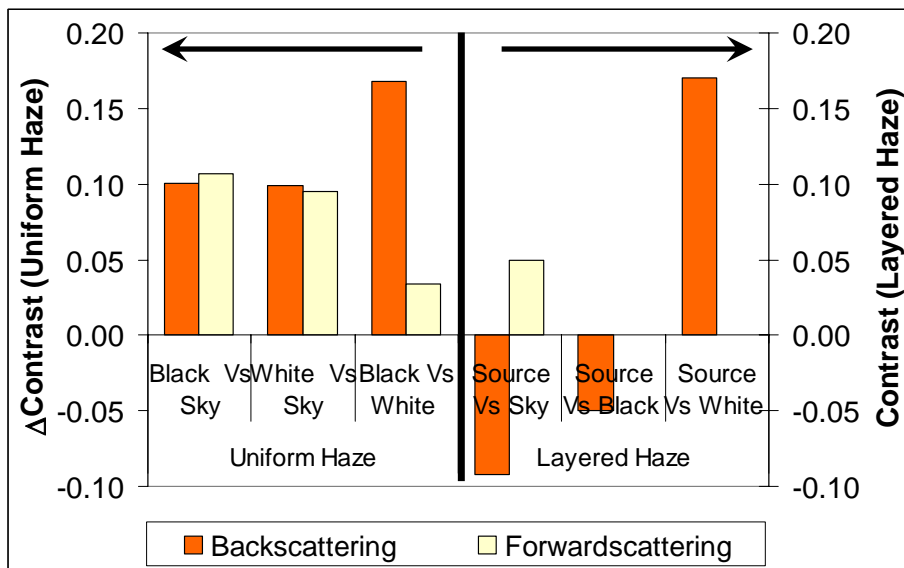 ΔContrast (Uniform Haze)
0.20
0.15
0.10
0.05
0.00
-0.05
-0.10
Black Vs Sky
White Vs Sky
Black Vs White
Uniform Haze
Source Vs Sky
Source Vs Black
Source Vs White
Layered Haze
0.20
0.15
0.10
0.05
0.00
-0.05
-0.10
Contrast (Layered Haze)
Backscattering
Forwardscattering